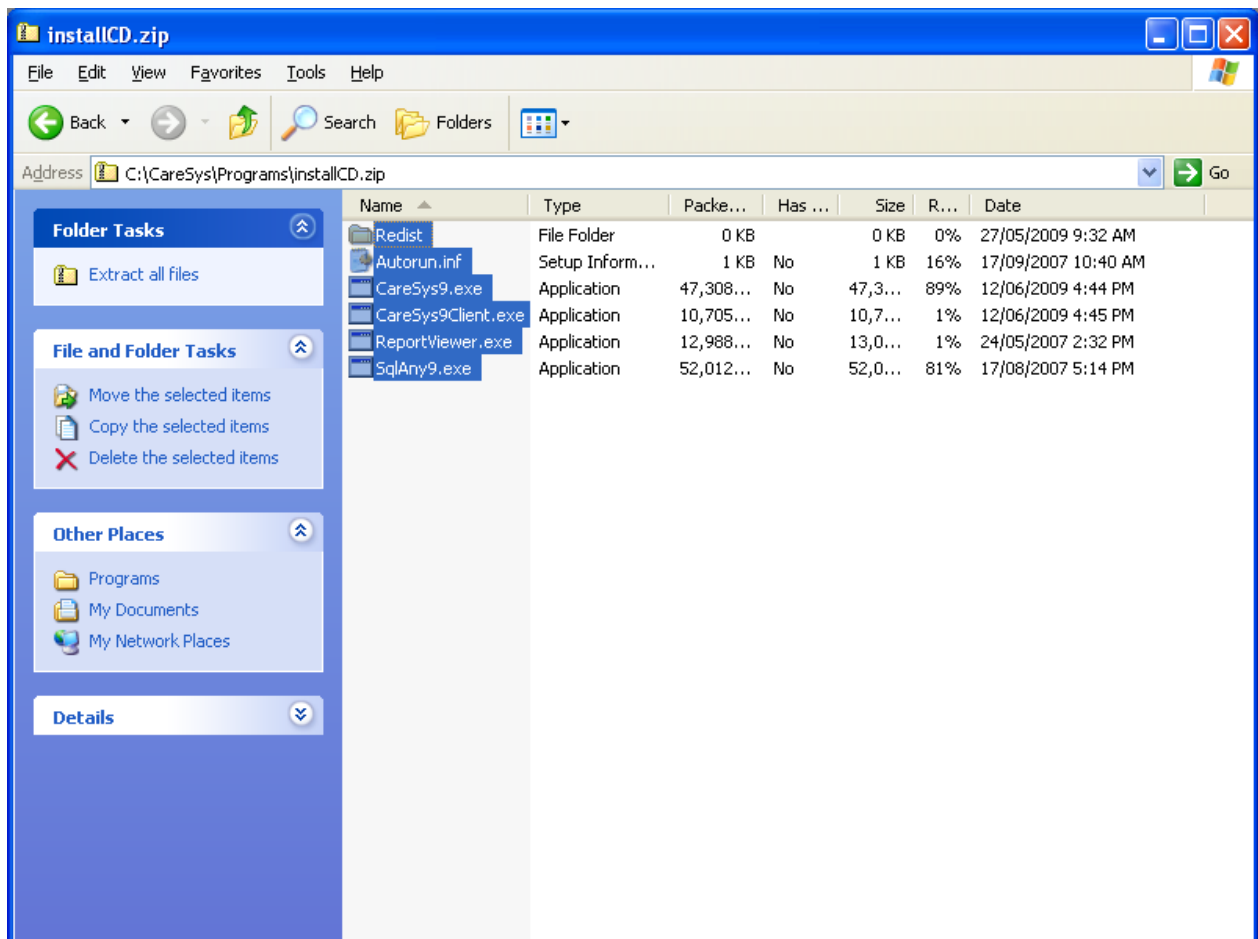 installCD.zip
File Edit View Favorites Tools Help
Back Search Folders
Address C:\CareSys\Programs\installCD.zip Go
Folder Tasks
Extract all files
File and Folder Tasks
Move the selected items
Copy the selected items
Delete the selected items
Other Places
Programs
My Documents
My Network Places
Details
Name Type Packe... Has ... Size R... Date
Redist File Folder 0 KB 0 KB 0% 27/05/2009 9:32 AM
Autorun.inf Setup Inform... 1 KB No 1 KB 16% 17/09/2007 10:40 AM
CareSys9.exe Application 47,308... No 47,3... 89% 12/06/2009 4:44 PM
CareSys9Client.exe Application 10,705... No 10,7... 1% 12/06/2009 4:45 PM
ReportViewer.exe Application 12,988... No 13,0... 1% 24/05/2007 2:32 PM
SqlAny9.exe Application 52,012... No 52,0... 81% 17/08/2007 5:14 PM